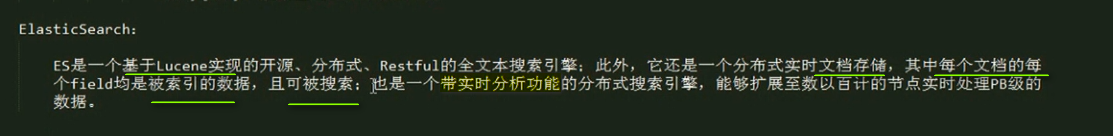 ElasticSearch:
ES是一个基于Lucene实现的开源、分布式、Restful的全文本搜索引擎；此外，它还是一个分布式实时文档存储，其中每个文档的每
个field均是被索引的数据，且可被搜索；也是一个带实时分析功能的分布式搜索引擎，能够扩展至数以百计的节点实时处理PB级的
数据。